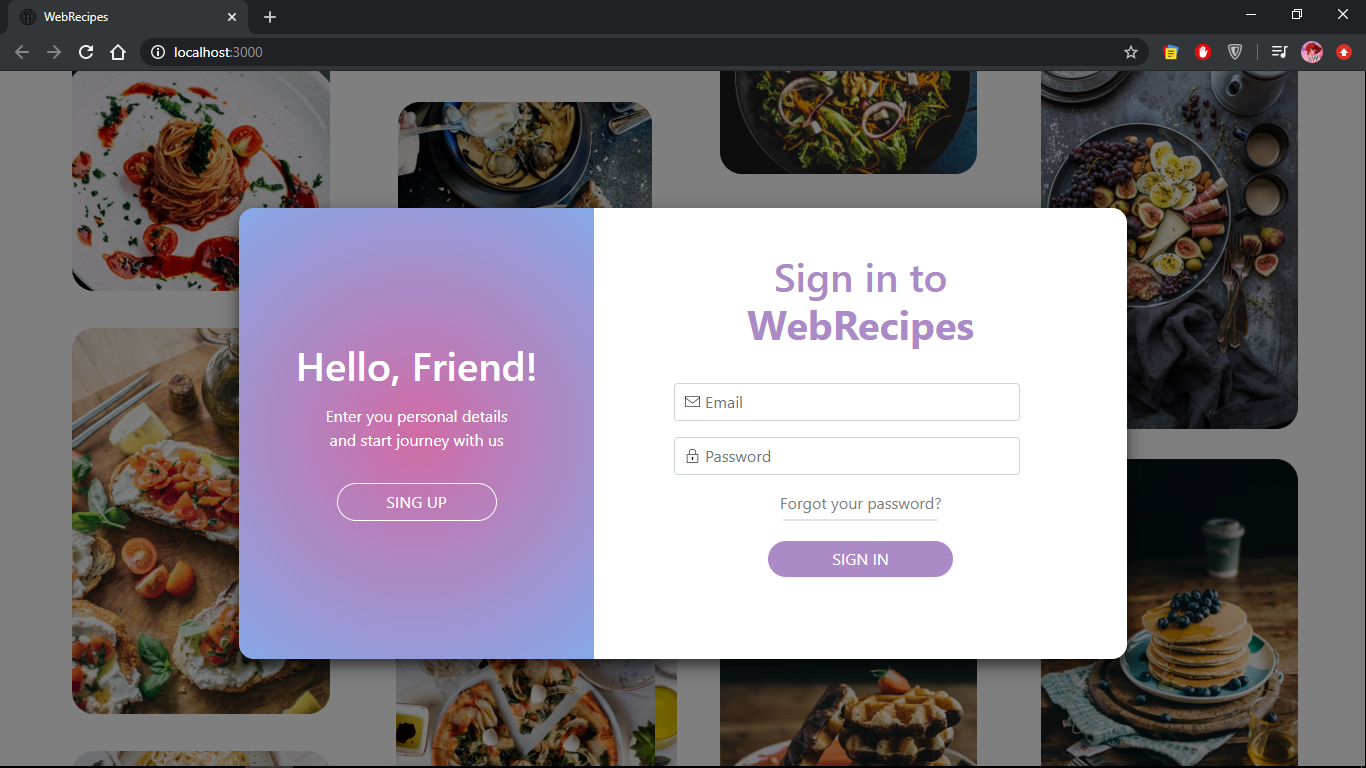 WebRecipes
localhost:3000
Hello, Friend!
Enter you personal details
and start journey with us
SING UP
Sign in to
WebRecipes
Email
Password
Forgot your password?
SIGN IN